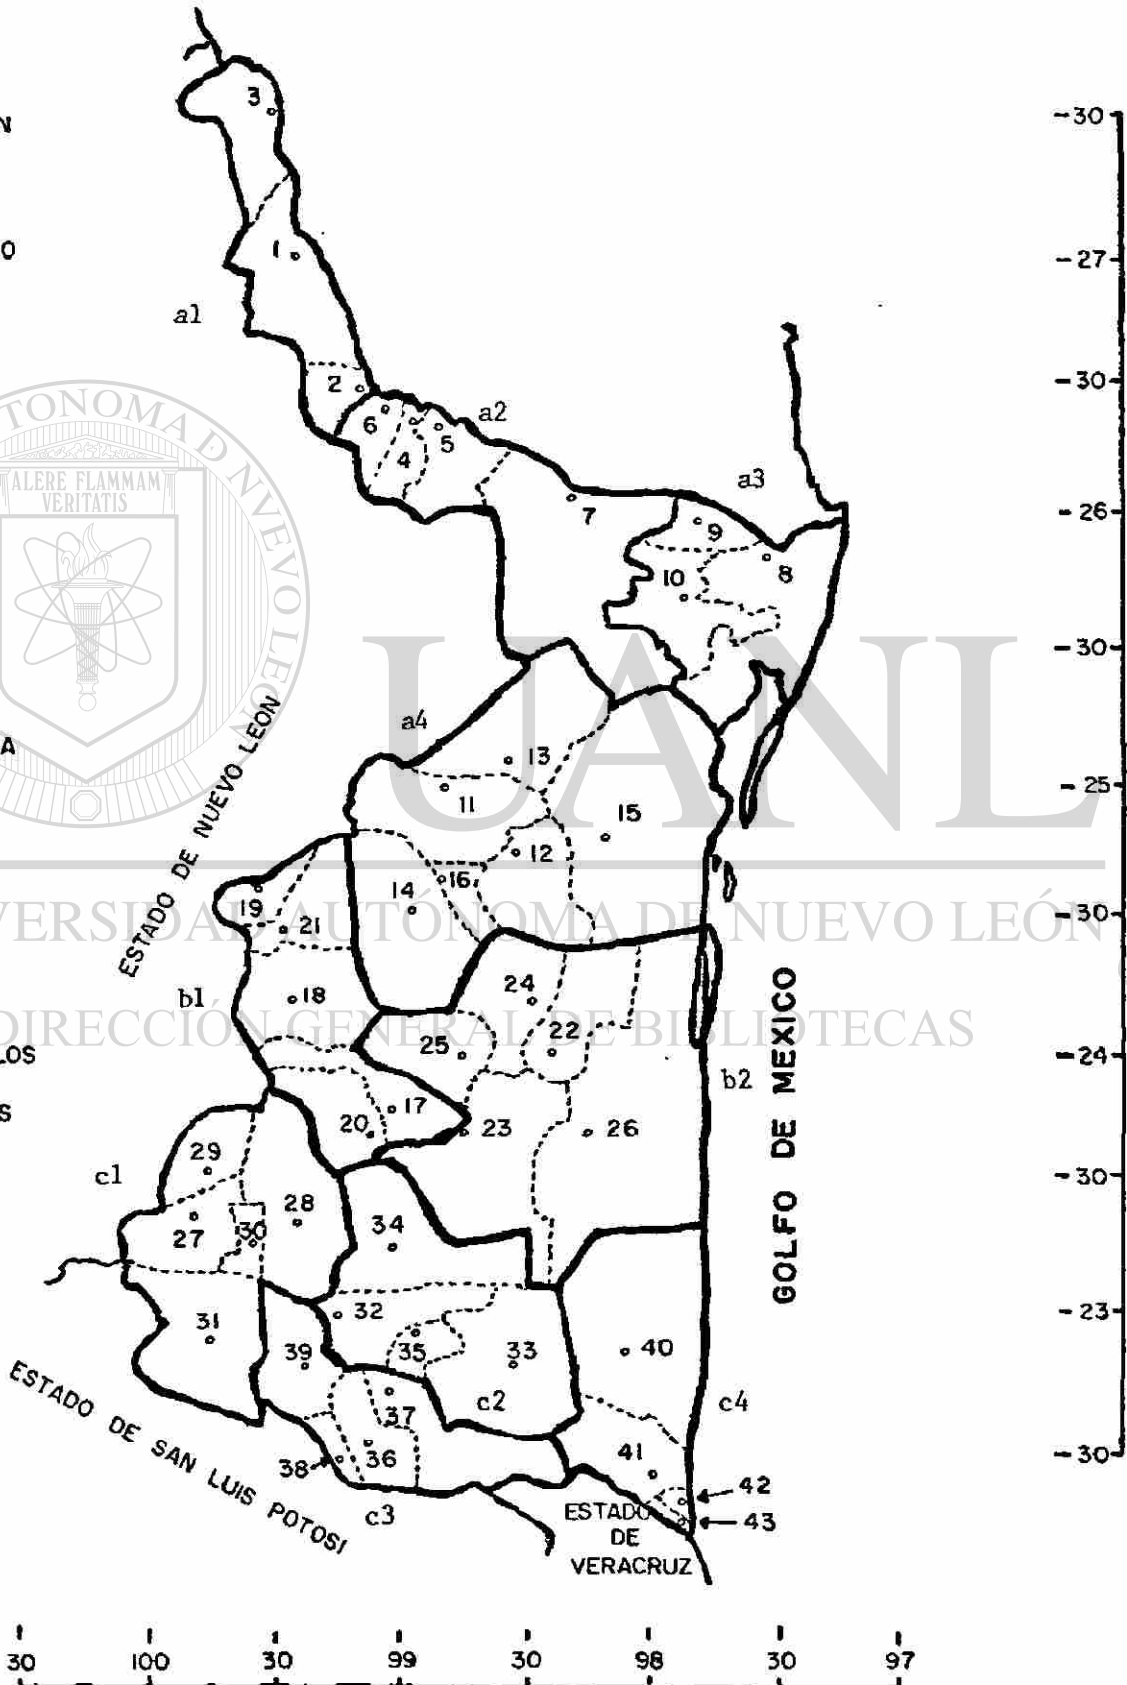 N
O
A
LOS
S
3
1
a1
2
6
4
5
a2
a3
7
9
10
8
a4
13
11
15
12
16
14
19
21
b1
18
24
22
25
b2
17
20
23
26
29
c1
28
27
30
34
31
32
35
33
40
39
c2
c4
37
41
38
36
42
43
c3
ESTADO DE NUEVO LEON
ESTADO DE SAN LUIS POTOSI
ESTADO
DE
VERACRUZ
GOLFO DE MEXICO
-30
-27
-30
-26
-30
-25
-30
-24
-30
-23
-30
30 100 30 99 30 98 30 97
TONOMA DE NUEVO LEON
ALERE FLAMMAM
VERITATIS
UANL
VERSIDAD AUTÓNOMA DE NUEVO LEÓN
DIRECCIÓN GENERAL DE BIBLIOTECAS